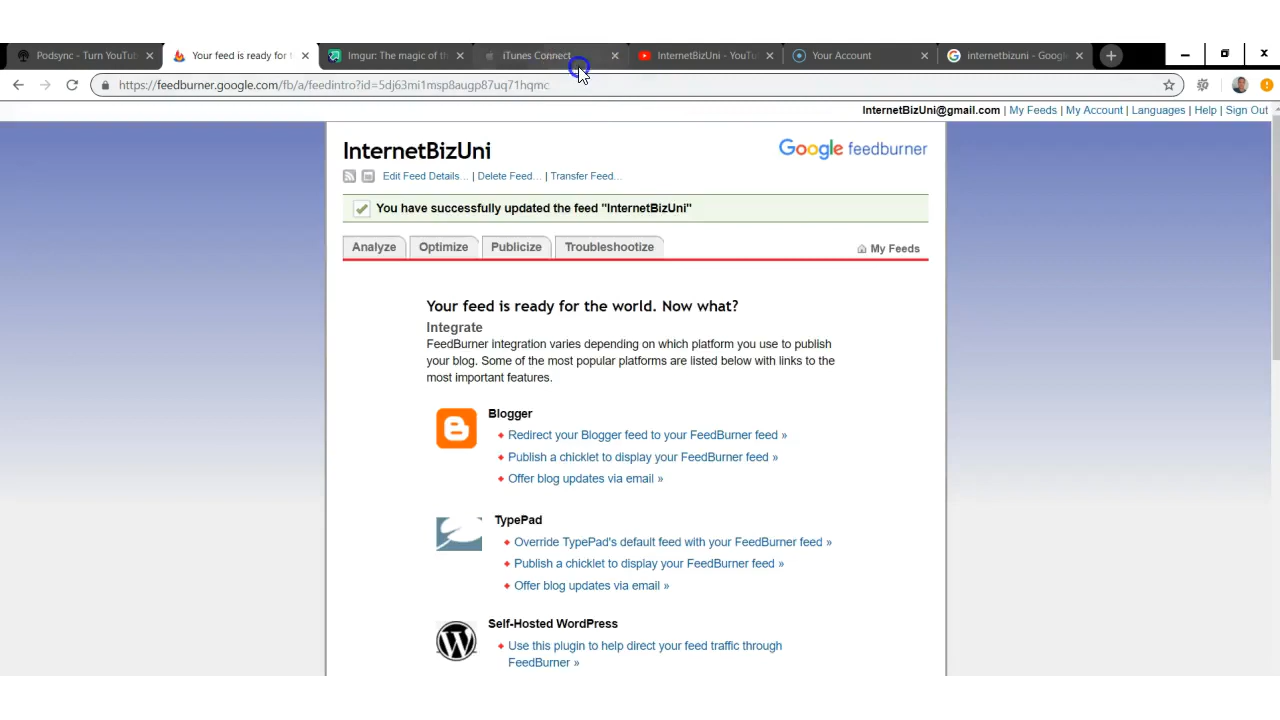 Podsync - Turn YouTub
Your feed is ready for t
Imgur: The magic of th
iTunes Connect
InternetBizUni - YouTu
Your Account
internetbizuni - Googl
https://feedburner.google.com/fb/a/feedintro?id=5dj63mi1msp8augp87uq71hqmc
InternetBizUni@gmail.com | My Feeds | My Account | Languages | Help | Sign Out
InternetBizUni
Google feedburner
Edit Feed Details... | Delete Feed... | Transfer Feed...
You have successfully updated the feed "InternetBizUni"
Analyze Optimize Publicize Troubleshootize My Feeds
Your feed is ready for the world. Now what?
Integrate
FeedBurner integration varies depending on which platform you use to publish
your blog. Some of the most popular platforms are listed below with links to the
most important features.
Blogger
Redirect your Blogger feed to your FeedBurner feed »
Publish a chicklet to display your FeedBurner feed »
Offer blog updates via email »
TypePad
Override TypePad's default feed with your FeedBurner feed »
Publish a chicklet to display your FeedBurner feed »
Offer blog updates via email »
Self-Hosted WordPress
Use this plugin to help direct your feed traffic through
FeedBurner »